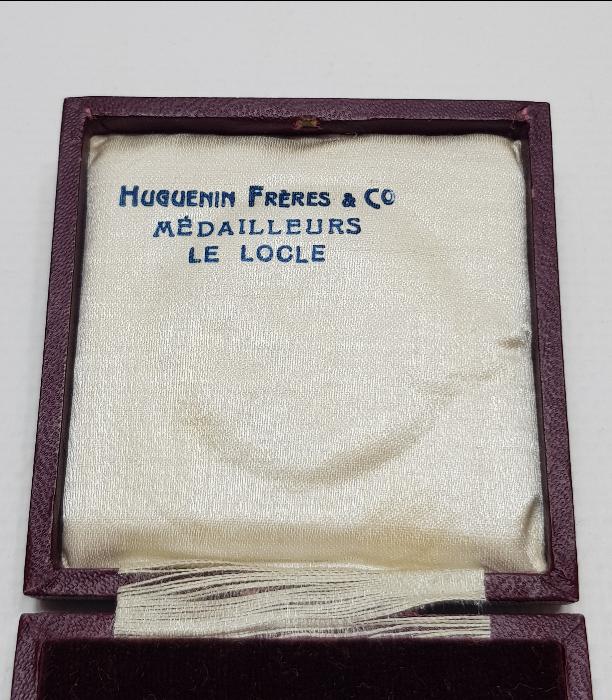 HUGUENIN FRÈRES & CO
MÉDAILLEURS
LE LOCLE